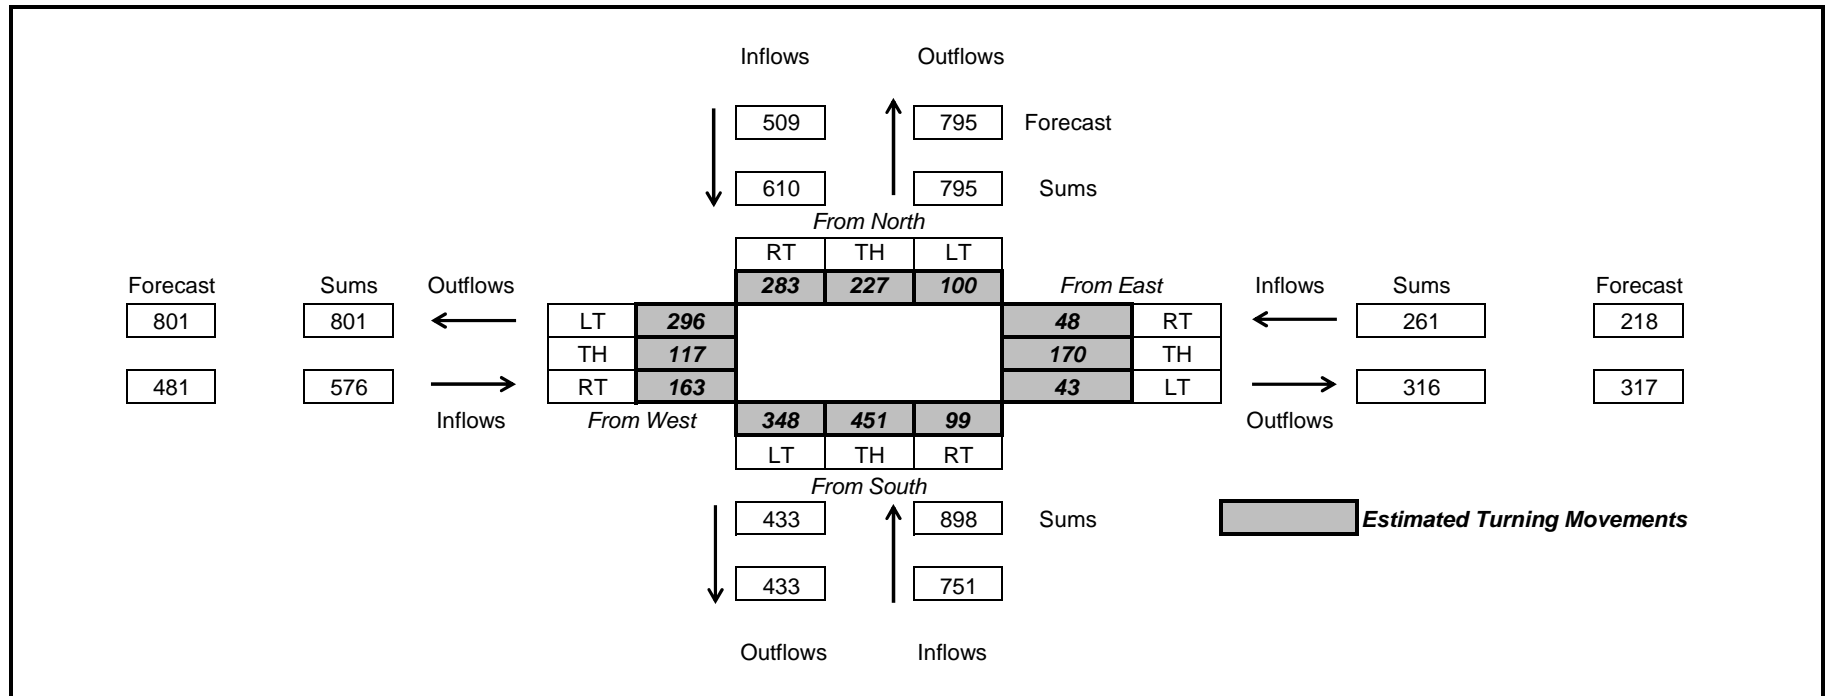 Inflows Outflows
509 795 Forecast
610 795 Sums
From North
RT TH LT
Forecast Sums Outflows 283 227 100 From East Inflows Sums Forecast
801 801 LT 296 48 RT 261 218
TH 117 170 TH
481 576 RT 163 43 LT 316 317
Inflows From West 348 451 99 Outflows
LT TH RT
From South
433 898 Sums Estimated Turning Movements
433 751
Outflows Inflows